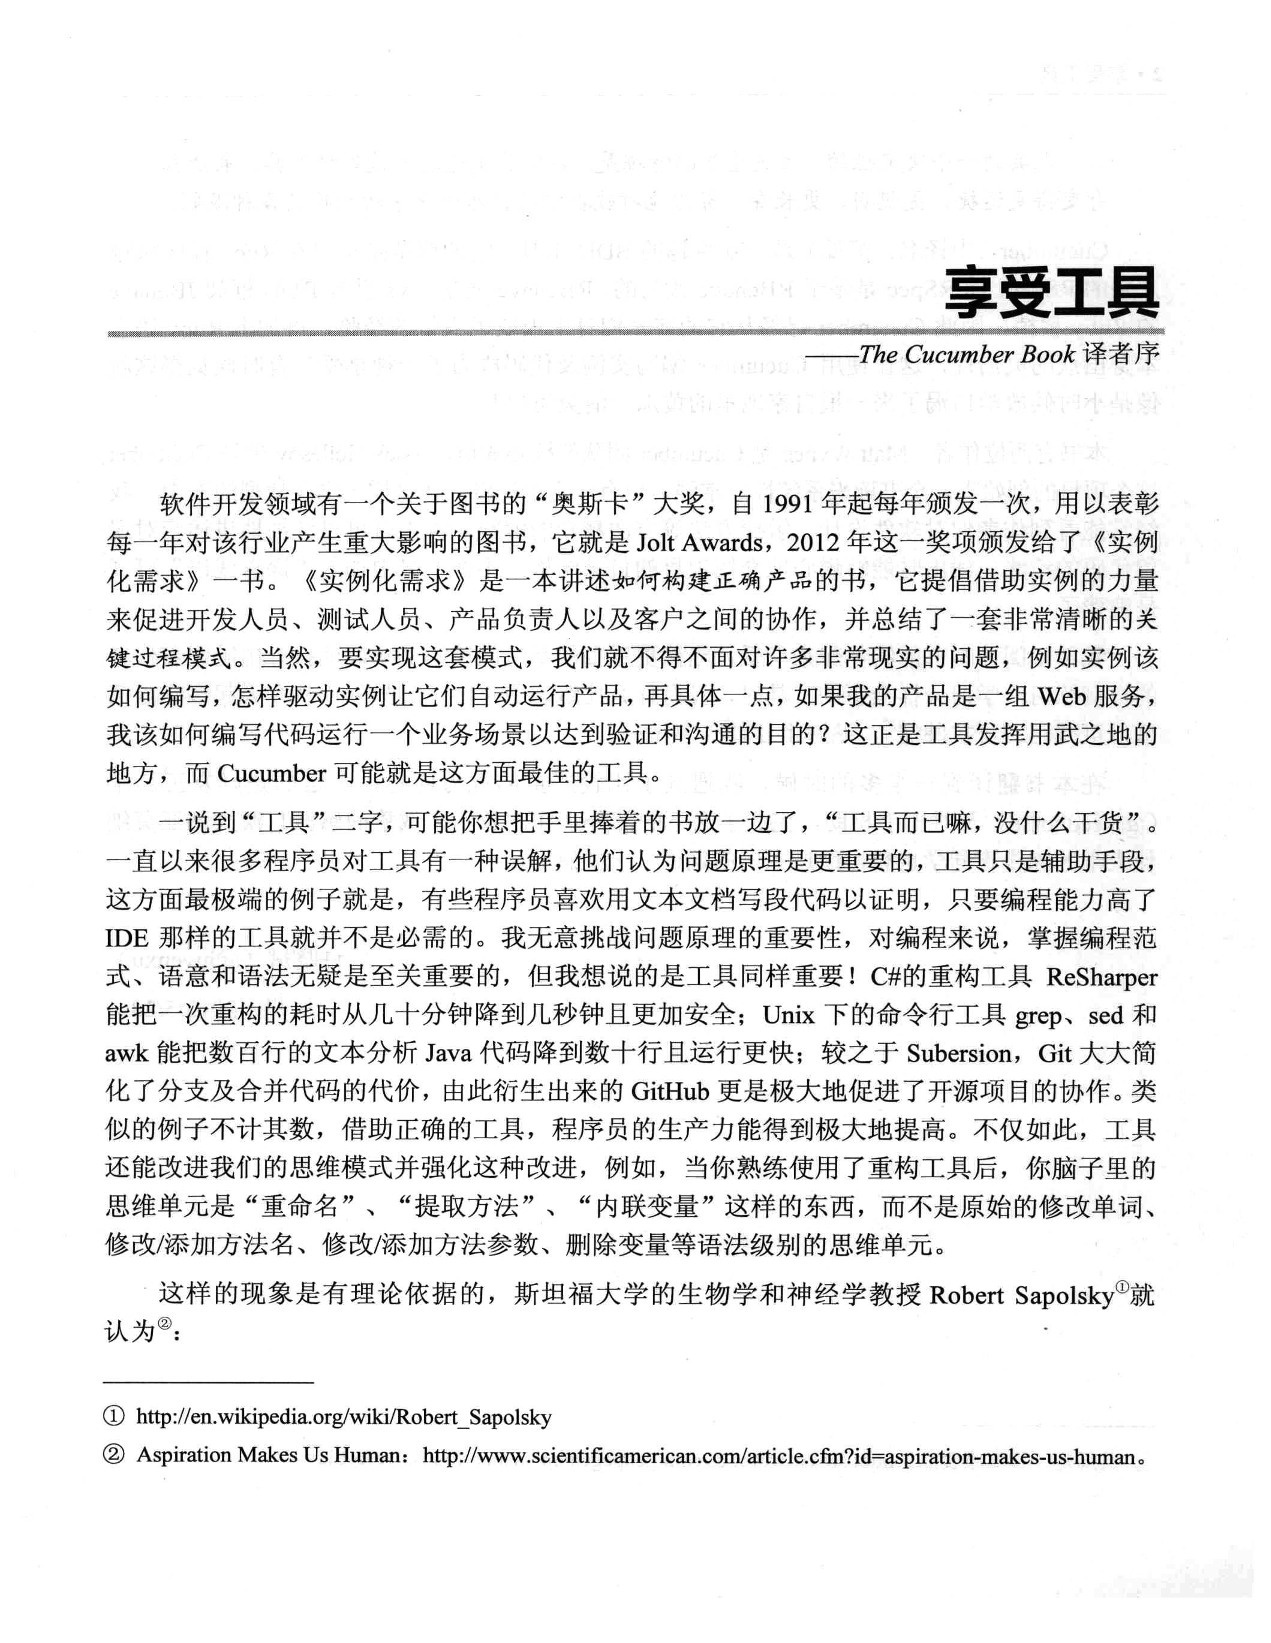 享受工具
——The Cucumber Book 译者序
软件开发领域有一个关于图书的“奥斯卡”大奖，自 1991 年起每年颁发一次，用以表彰
每一年对该行业产生重大影响的图书，它就是 Jolt Awards，2012 年这一奖项颁发给了《实例
化需求》一书。《实例化需求》是一本讲述如何构建正确产品的书，它提倡借助实例的力量
来促进开发人员、测试人员、产品负责人以及客户之间的协作，并总结了一套非常清晰的关
键过程模式。当然，要实现这套模式，我们就不得不面对许多非常现实的问题，例如实例该
如何编写，怎样驱动实例让它们自动运行产品，再具体一点，如果我的产品是一组 Web 服务，
我该如何编写代码运行一个业务场景以达到验证和沟通的目的？这正是工具发挥用武之地的
地方，而 Cucumber 可能就是这方面最佳的工具。
一说到“工具”二字，可能你想把手里捧着的书放一边了，“工具而已嘛，没什么干货”。
一直以来很多程序员对工具有一种误解，他们认为问题原理是更重要的，工具只是辅助手段，
这方面最极端的例子就是，有些程序员喜欢用文本文档写段代码以证明，只要编程能力高了
IDE 那样的工具就并不是必需的。我无意挑战问题原理的重要性，对编程来说，掌握编程范
式、语意和语法无疑是至关重要的，但我想说的是工具同样重要！C#的重构工具 ReSharper
能把一次重构的耗时从几十分钟降到几秒钟且更加安全；Unix 下的命令行工具 grep、sed 和
awk 能把数百行的文本分析 Java 代码降到数十行且运行更快；较之于 Subersion，Git 大大简
化了分支及合并代码的代价，由此衍生出来的 GitHub 更是极大地促进了开源项目的协作。类
似的例子不计其数，借助正确的工具，程序员的生产力能得到极大地提高。不仅如此，工具
还能改进我们的思维模式并强化这种改进，例如，当你熟练使用了重构工具后，你脑子里的
思维单元是“重命名”、“提取方法”、“内联变量”这样的东西，而不是原始的修改单词、
修改/添加方法名、修改/添加方法参数、删除变量等语法级别的思维单元。
这样的现象是有理论依据的，斯坦福大学的生物学和神经学教授 Robert Sapolsky①就
认为②：
① http://en.wikipedia.org/wiki/Robert_Sapolsky
② Aspiration Makes Us Human：http://www.scientificamerican.com/article.cfm?id=aspiration-makes-us-human。